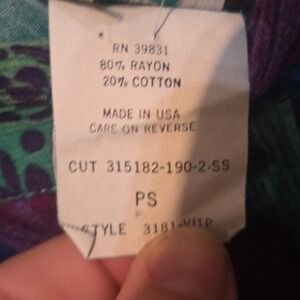 RN 39831
80% RAYON
20% COTTON
MADE IN USA
CARE ON REVERSE
CUT 315182-190-2-SS
PS
STYLE